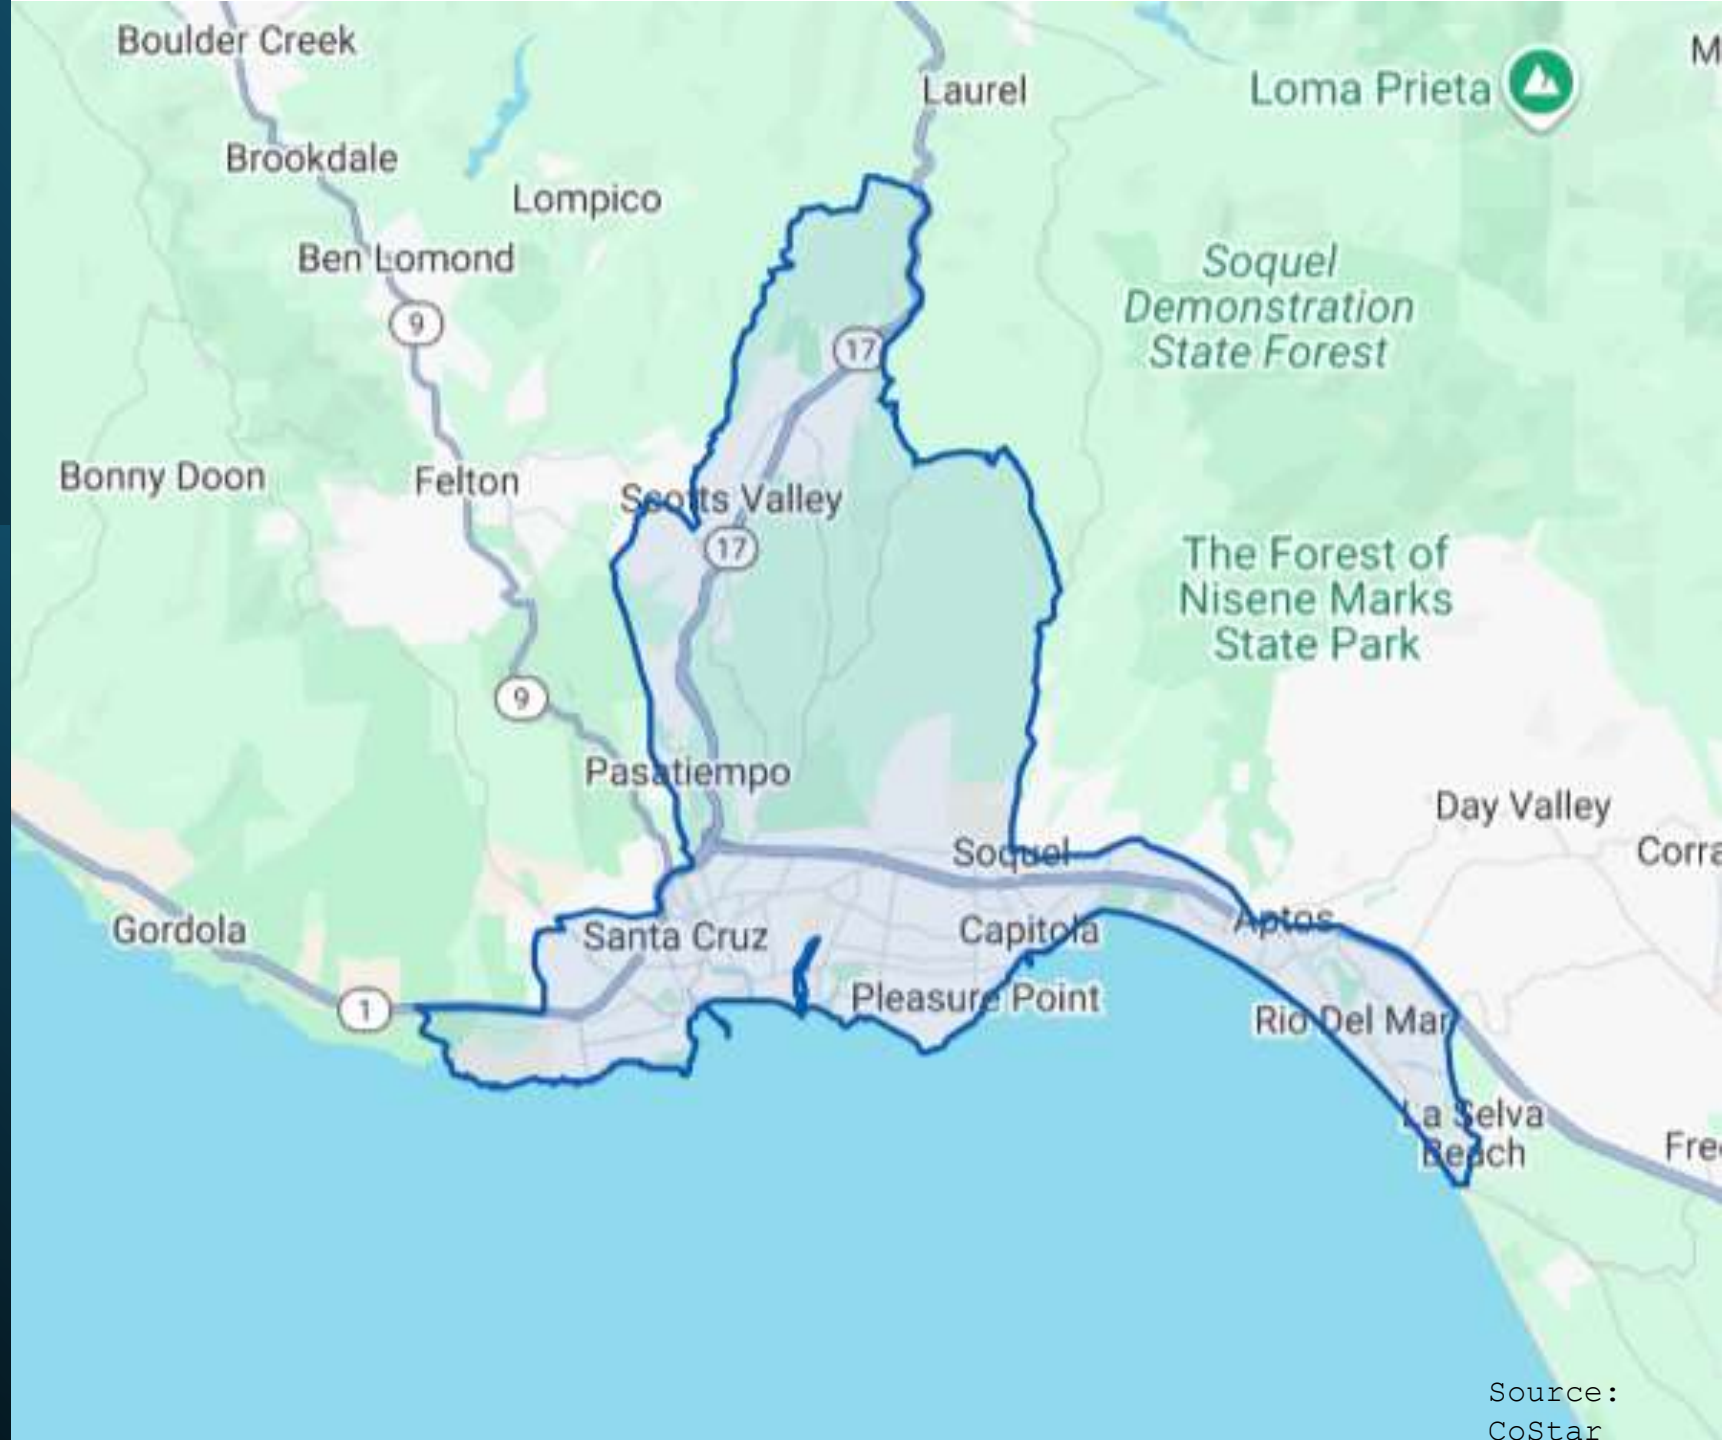 Boulder Creek
M
Laurel
Loma Prieta
Brookdale
Lompico
Ben Lomond
Soquel
Demonstration
State Forest
9
17
Bonny Doon
Felton
Scotts Valley
17
The Forest of
Nisene Marks
State Park
9
Pasatiempo
Day Valley
Soquel
Corra
Aptos
Gordola
Santa Cruz
Capitola
1
Pleasure Point
Rio Del Mar
La Selva
Beach
Fre
Source:
CoStar